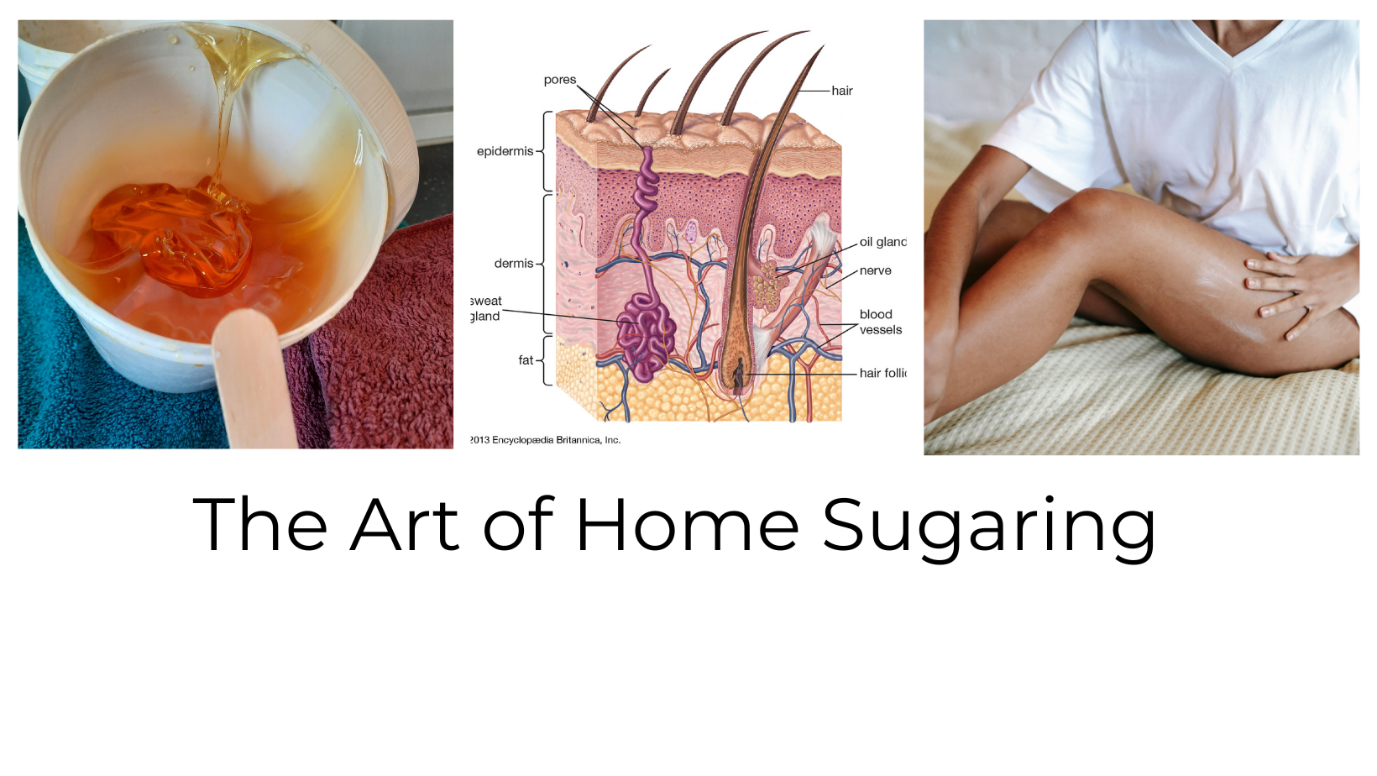 pores
hair
epidermis
oil glanc
dermis
nerve
sweat
gland
blood
vessels
fat
hair follic
2013 Encyclopædia Britannica, Inc.
The Art of Home Sugaring